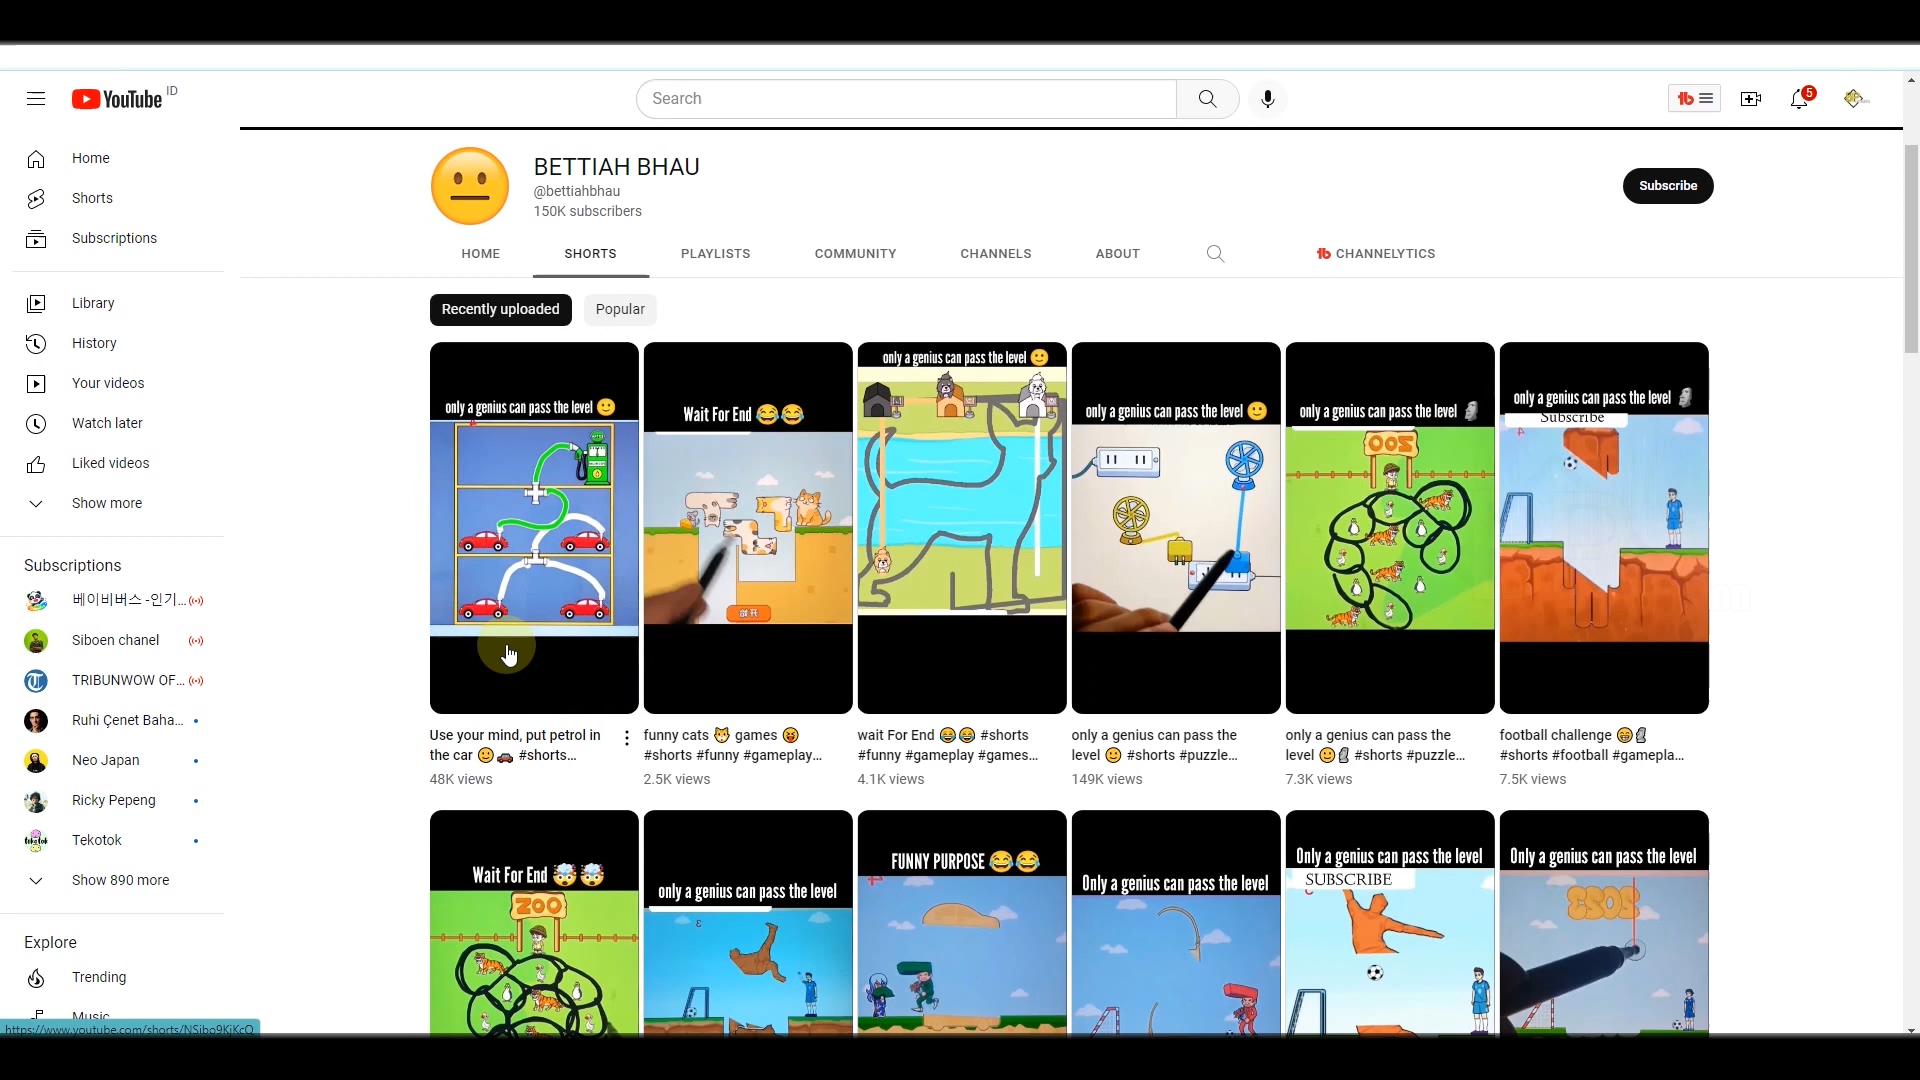 YouTube ID
Search
5
Home
Shorts
Subscriptions
Library
History
Your videos
Watch later
Liked videos
Show more
Subscriptions
베이비버스 -인기...
Siboen chanel
TRIBUNWOW OF...
Ruhi Çenet Baha...
Neo Japan
Ricky Pepeng
Tekotok
Show 890 more
Explore
Trending
Music
https://www.youtube.com/shorts/NSibo9KjKcQ
BETTIAH BHAU
@bettiahbhau
150K subscribers
Subscribe
HOME SHORTS PLAYLISTS COMMUNITY CHANNELS ABOUT CHANNELYTICS
Recently uploaded Popular
only a genius can pass the level 🙂
Use your mind, put petrol in
the car 🙂🚗 #shorts...
48K views
Wait For End 😂😂
funny cats 🐱 games 😝
#shorts #funny #gameplay...
2.5K views
only a genius can pass the level 🙂
wait For End 😂😂 #shorts
#funny #gameplay #games...
4.1K views
only a genius can pass the level 🙂
only a genius can pass the
level 🙂 #shorts #puzzle...
149K views
only a genius can pass the level 🗿
ZOO
only a genius can pass the
level 🙂🗿 #shorts #puzzle...
7.3K views
only a genius can pass the level 🗿
Subscribe
4
football challenge 😁🗿
#shorts #football #gamepla...
7.5K views
Wait For End 🤯🤯
ZOO
only a genius can pass the level
3
FUNNY PURPOSE 😂😂
Only a genius can pass the level
Only a genius can pass the level
SUBSCRIBE
Only a genius can pass the level